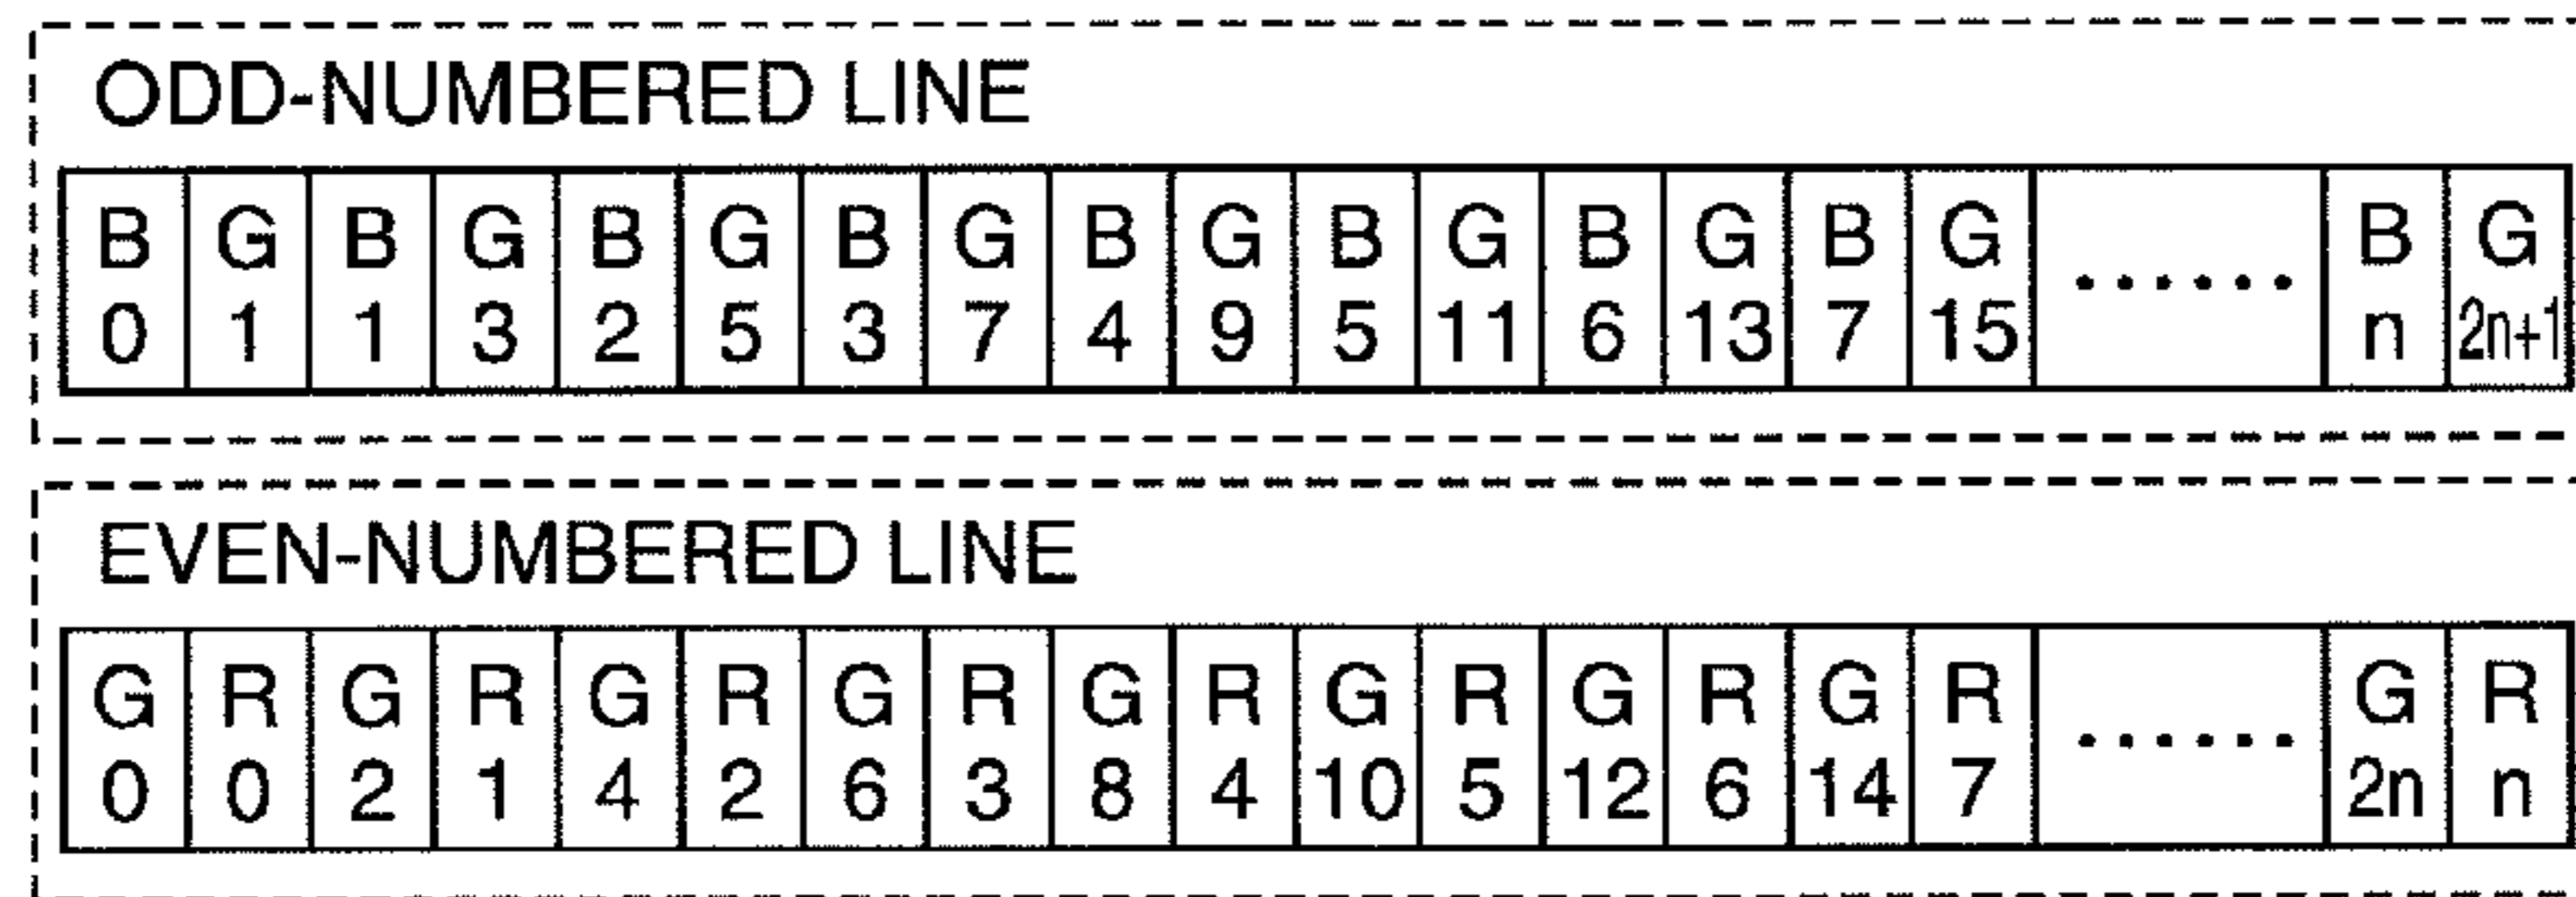 ODD-NUMBERED LINE
B G B G B G B G B G B G B G B G ...... B G
0 1 1 3 2 5 3 7 4 9 5 11 6 13 7 15 n 2n+1
EVEN-NUMBERED LINE
G R G R G R G R G R G R G R G R ...... G R
0 0 2 1 4 2 6 3 8 4 10 5 12 6 14 7 2n n